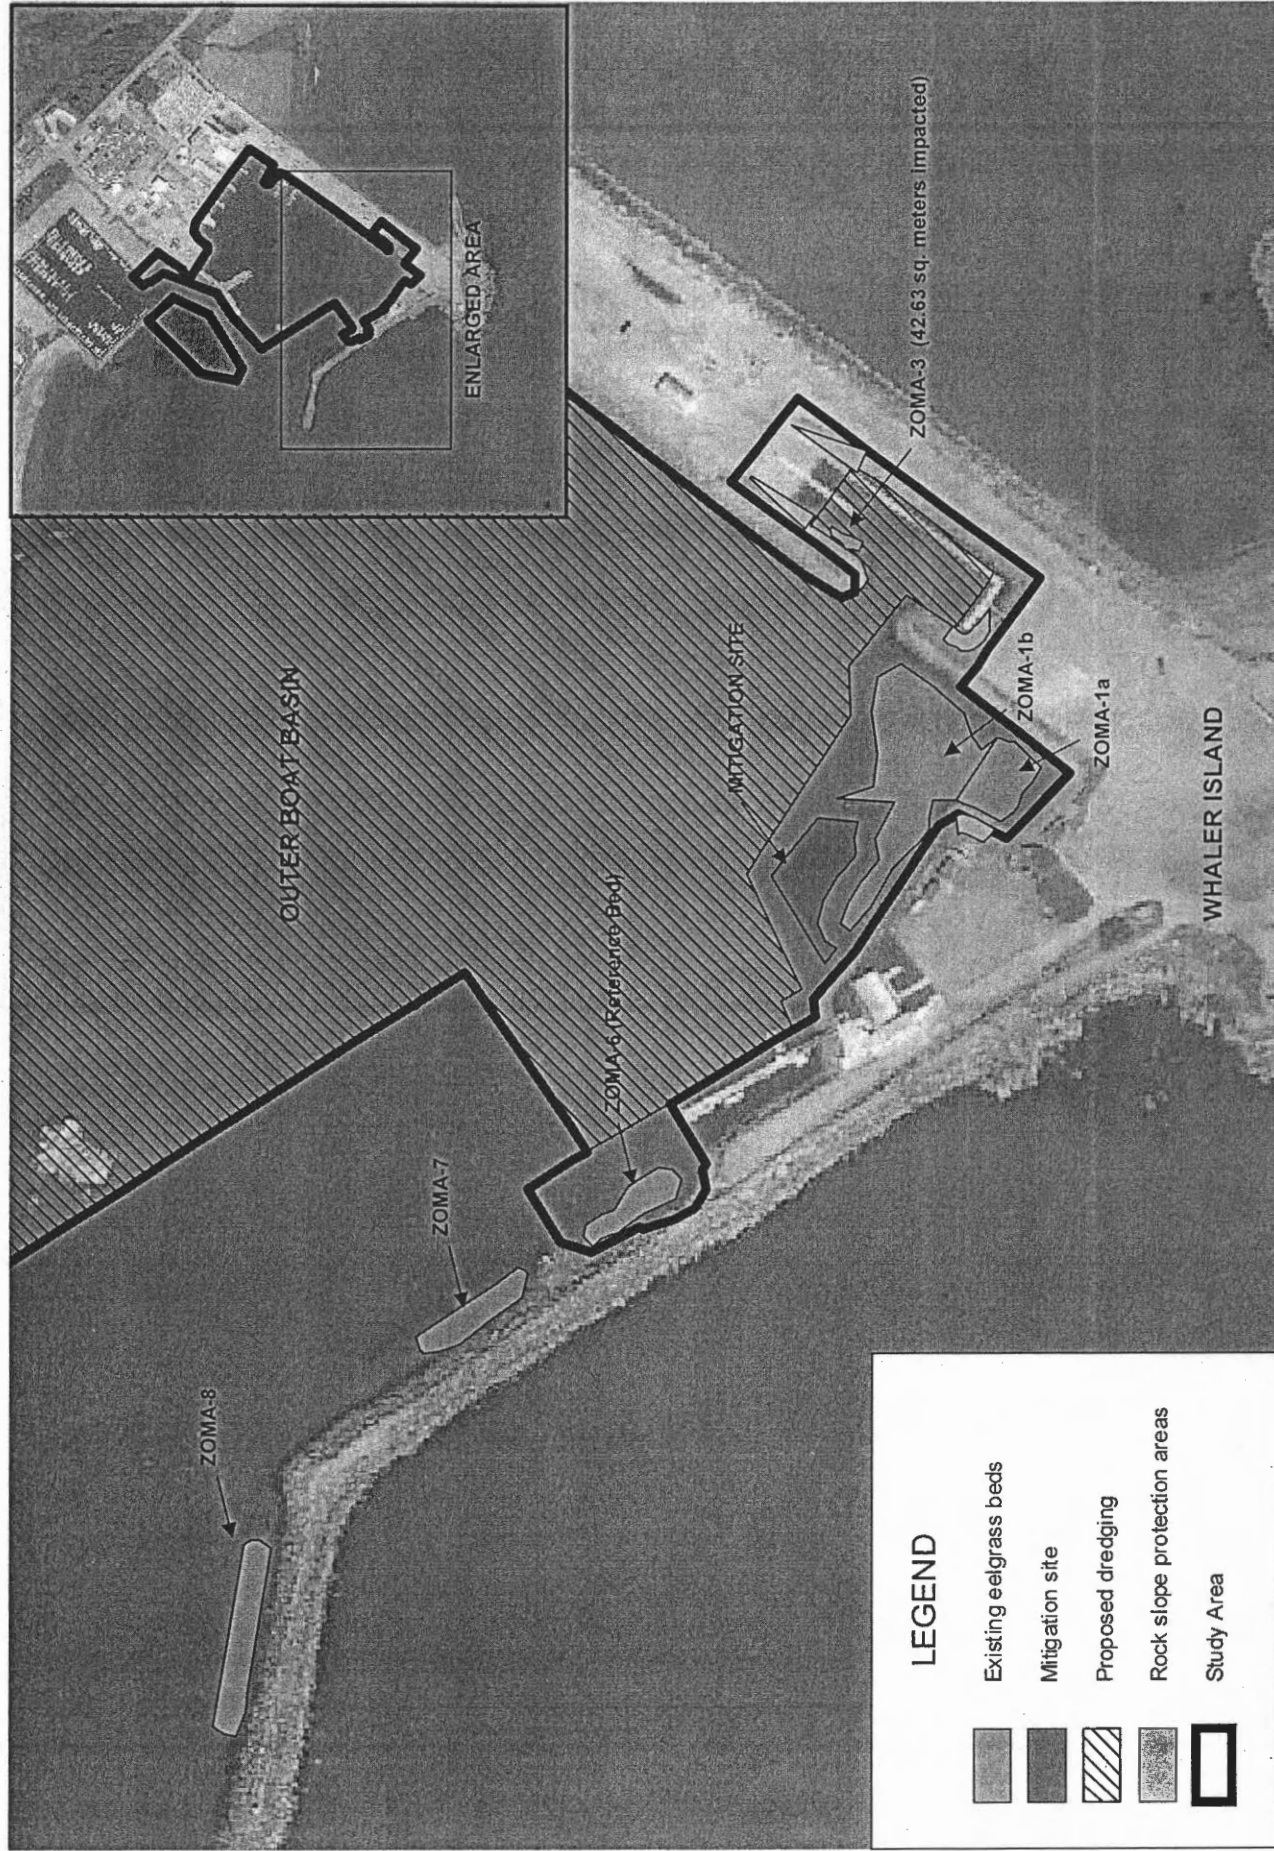 ENLARGED AREA
OUTER BOAT BASIN
MITIGATION SITE
ZOMA-3 (42.63 sq. meters impacted)
ZOMA-8
ZOMA-7
ZOMA-6 (Reference Bed)
ZOMA-1b
ZOMA-1a
WHALER ISLAND
LEGEND
Existing eelgrass beds
Mitigation site
Proposed dredging
Rock slope protection areas
Study Area